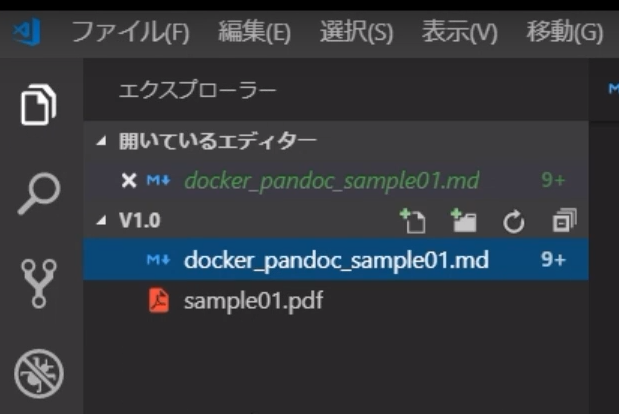 ファイル(F) 編集(E) 選択(S) 表示(V) 移動(G)
エクスプローラー
開いているエディター
M↓ docker_pandoc_sample01.md 9+
V1.0
M↓ docker_pandoc_sample01.md 9+
sample01.pdf